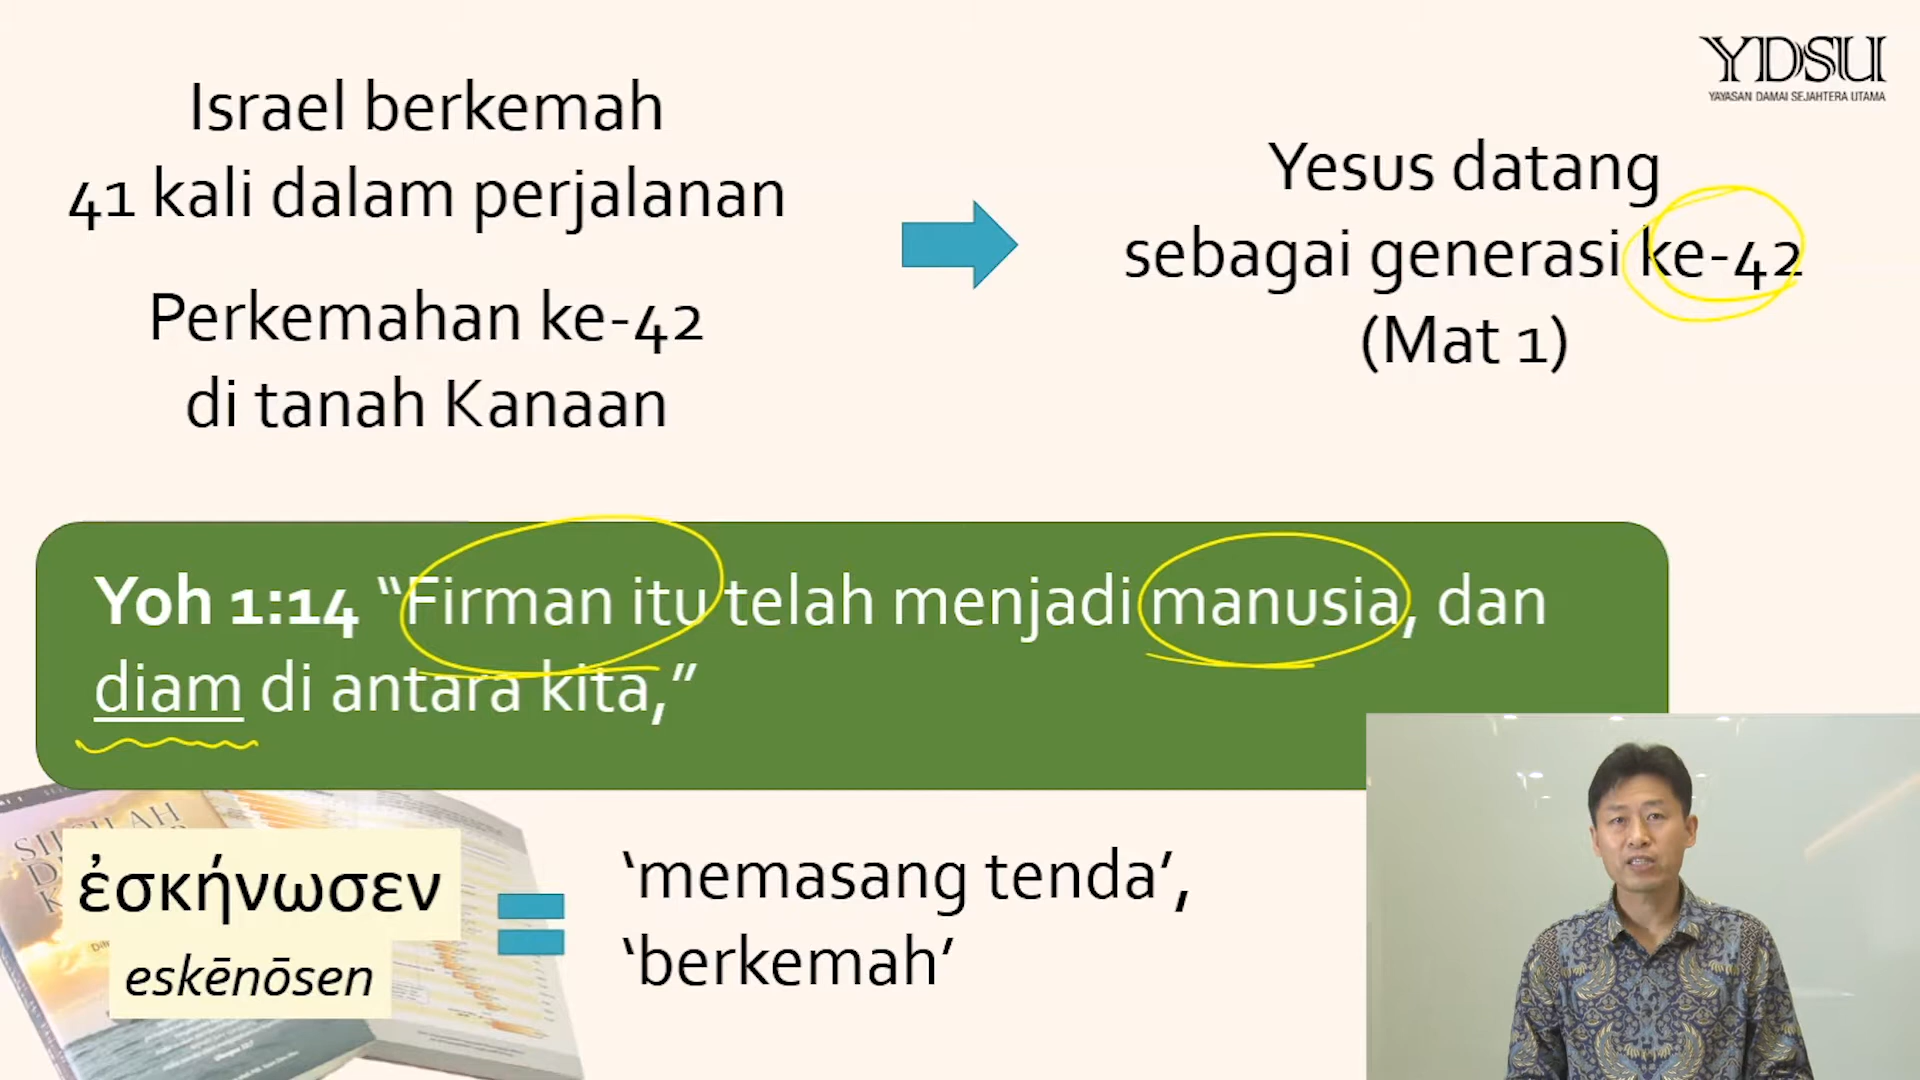 YDSU
YAYASAN DAMAI SEJAHTERA UTAMA
Israel berkemah
41 kali dalam perjalanan
Perkemahan ke-42
di tanah Kanaan
Yesus datang
sebagai generasi ke-42
(Mat 1)
Yoh 1:14 “Firman itu telah menjadi manusia, dan
diam di antara kita,”
ἐσκήνωσεν
eskēnōsen
‘memasang tenda’,
‘berkemah’